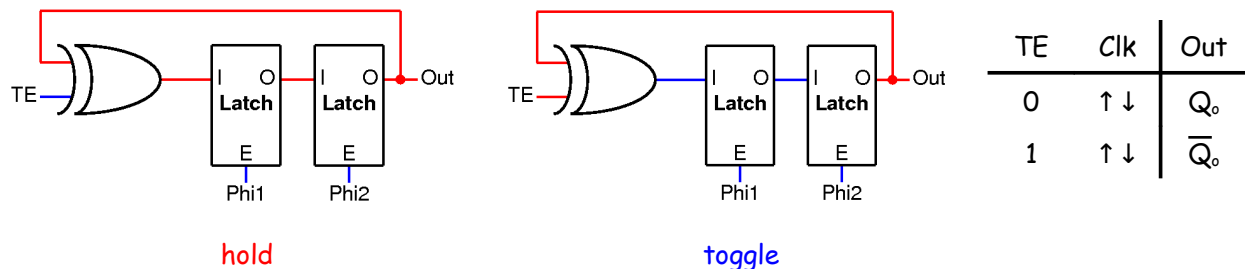 TE
I O
Latch
E
Phi1
I O
Latch
E
Phi2
Out
hold
TE
I O
Latch
E
Phi1
I O
Latch
E
Phi2
Out
toggle
TE Clk Out
0 ↑↓ Q₀
1 ↑↓ Q̅₀